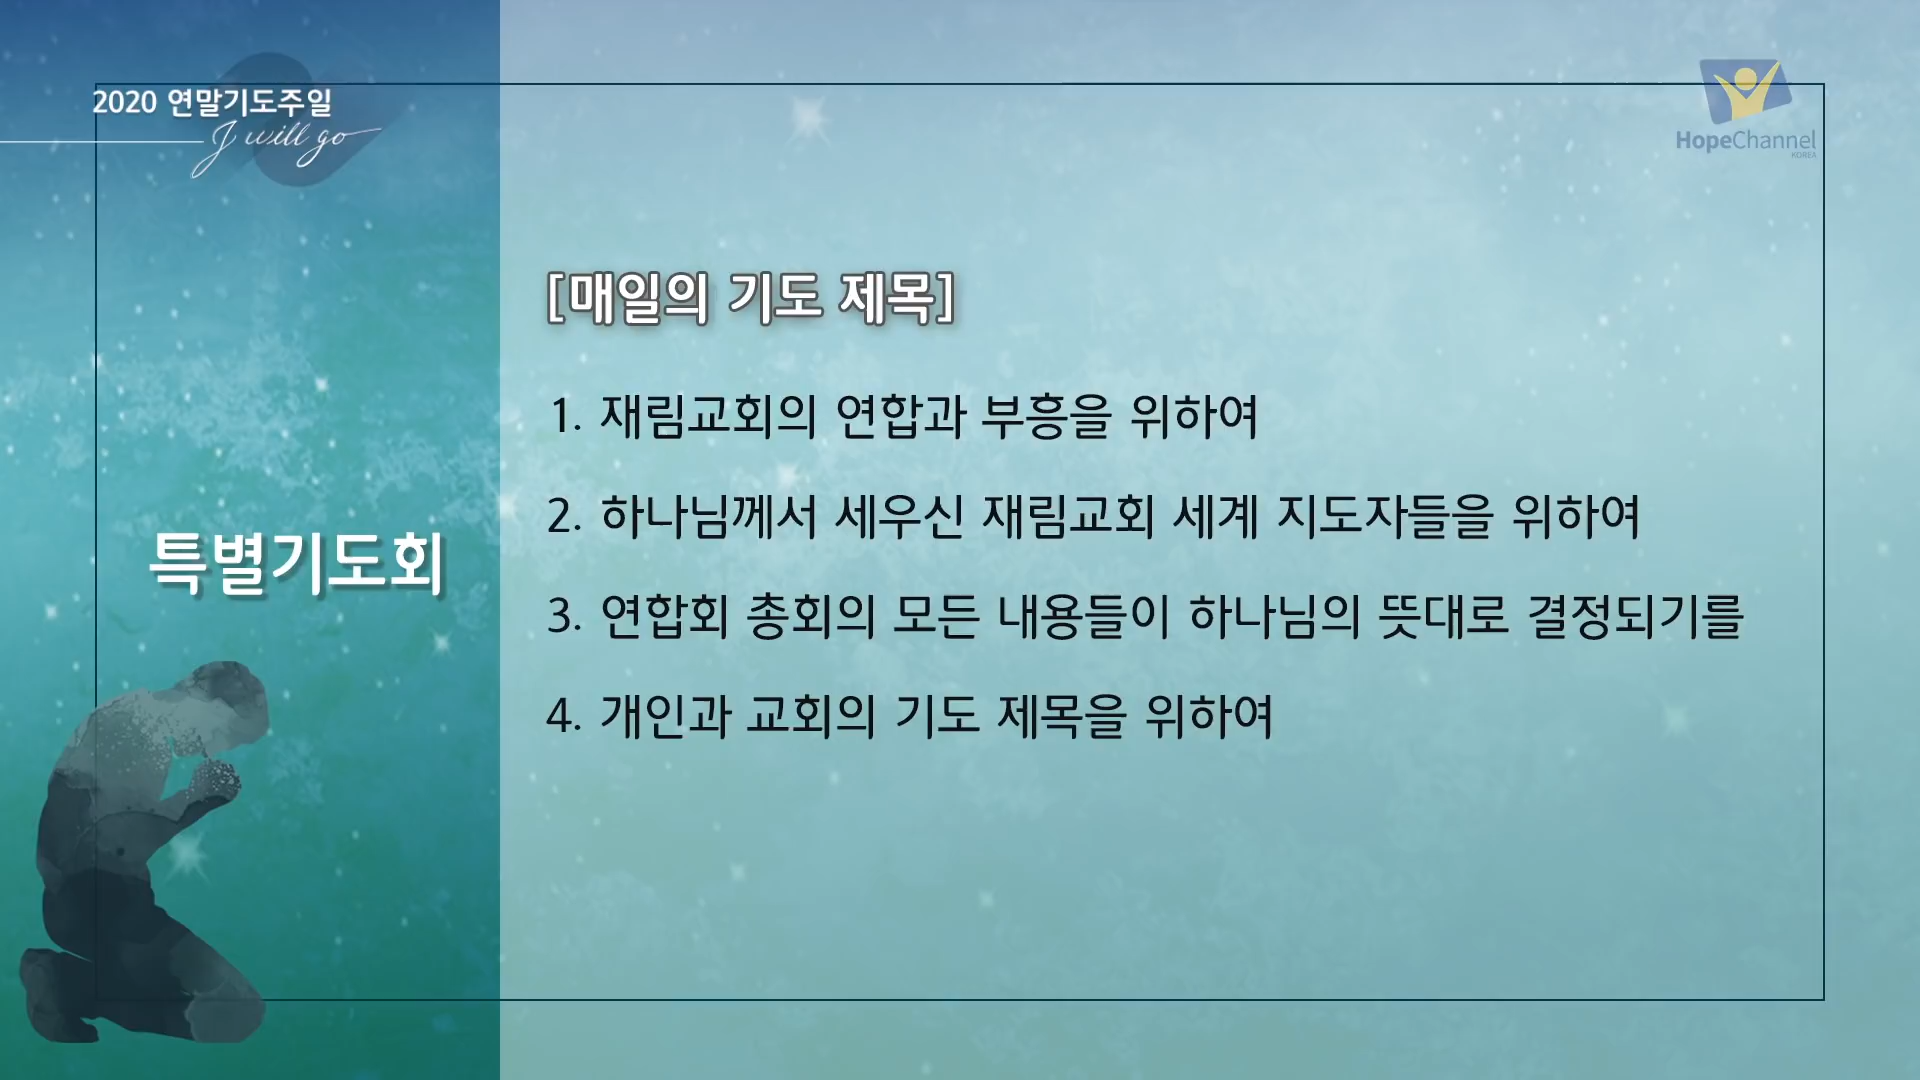 2020 연말기도주일
I will go
HopeChannel
KOREA
특별기도회
[매일의 기도 제목]
1. 재림교회의 연합과 부흥을 위하여
2. 하나님께서 세우신 재림교회 세계 지도자들을 위하여
3. 연합회 총회의 모든 내용들이 하나님의 뜻대로 결정되기를
4. 개인과 교회의 기도 제목을 위하여